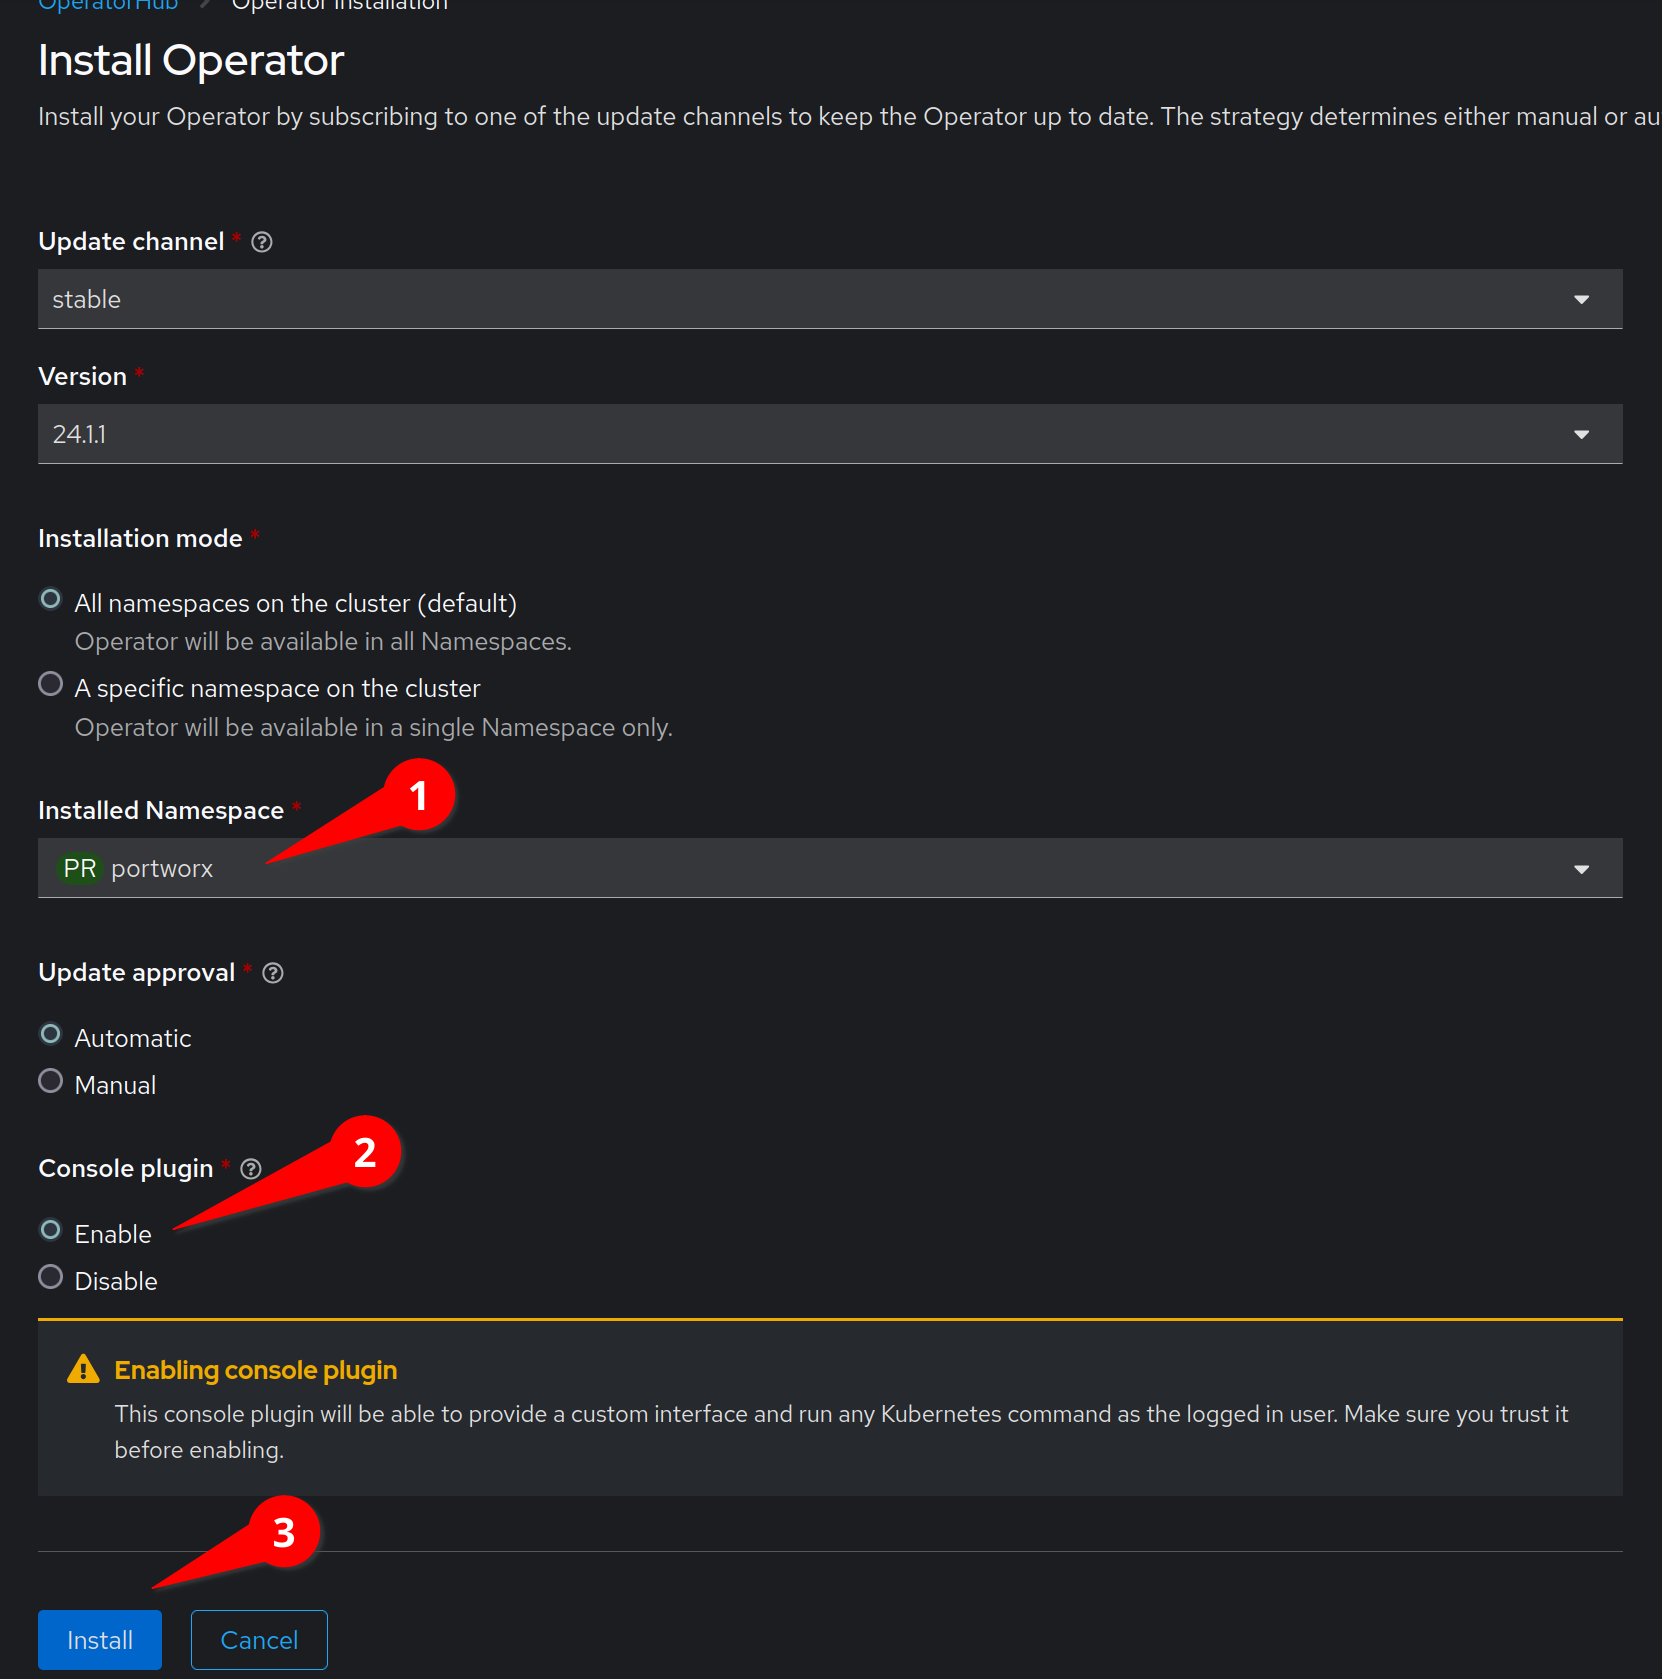 OperatorHub > Operator Installation
Install Operator
Install your Operator by subscribing to one of the update channels to keep the Operator up to date. The strategy determines either manual or au
Update channel *
stable
Version *
24.1.1
Installation mode *
All namespaces on the cluster (default)
Operator will be available in all Namespaces.
A specific namespace on the cluster
Operator will be available in a single Namespace only.
1
Installed Namespace *
PR portworx
Update approval *
Automatic
Manual
2
Console plugin *
Enable
Disable
Enabling console plugin
This console plugin will be able to provide a custom interface and run any Kubernetes command as the logged in user. Make sure you trust it
before enabling.
3
Install Cancel